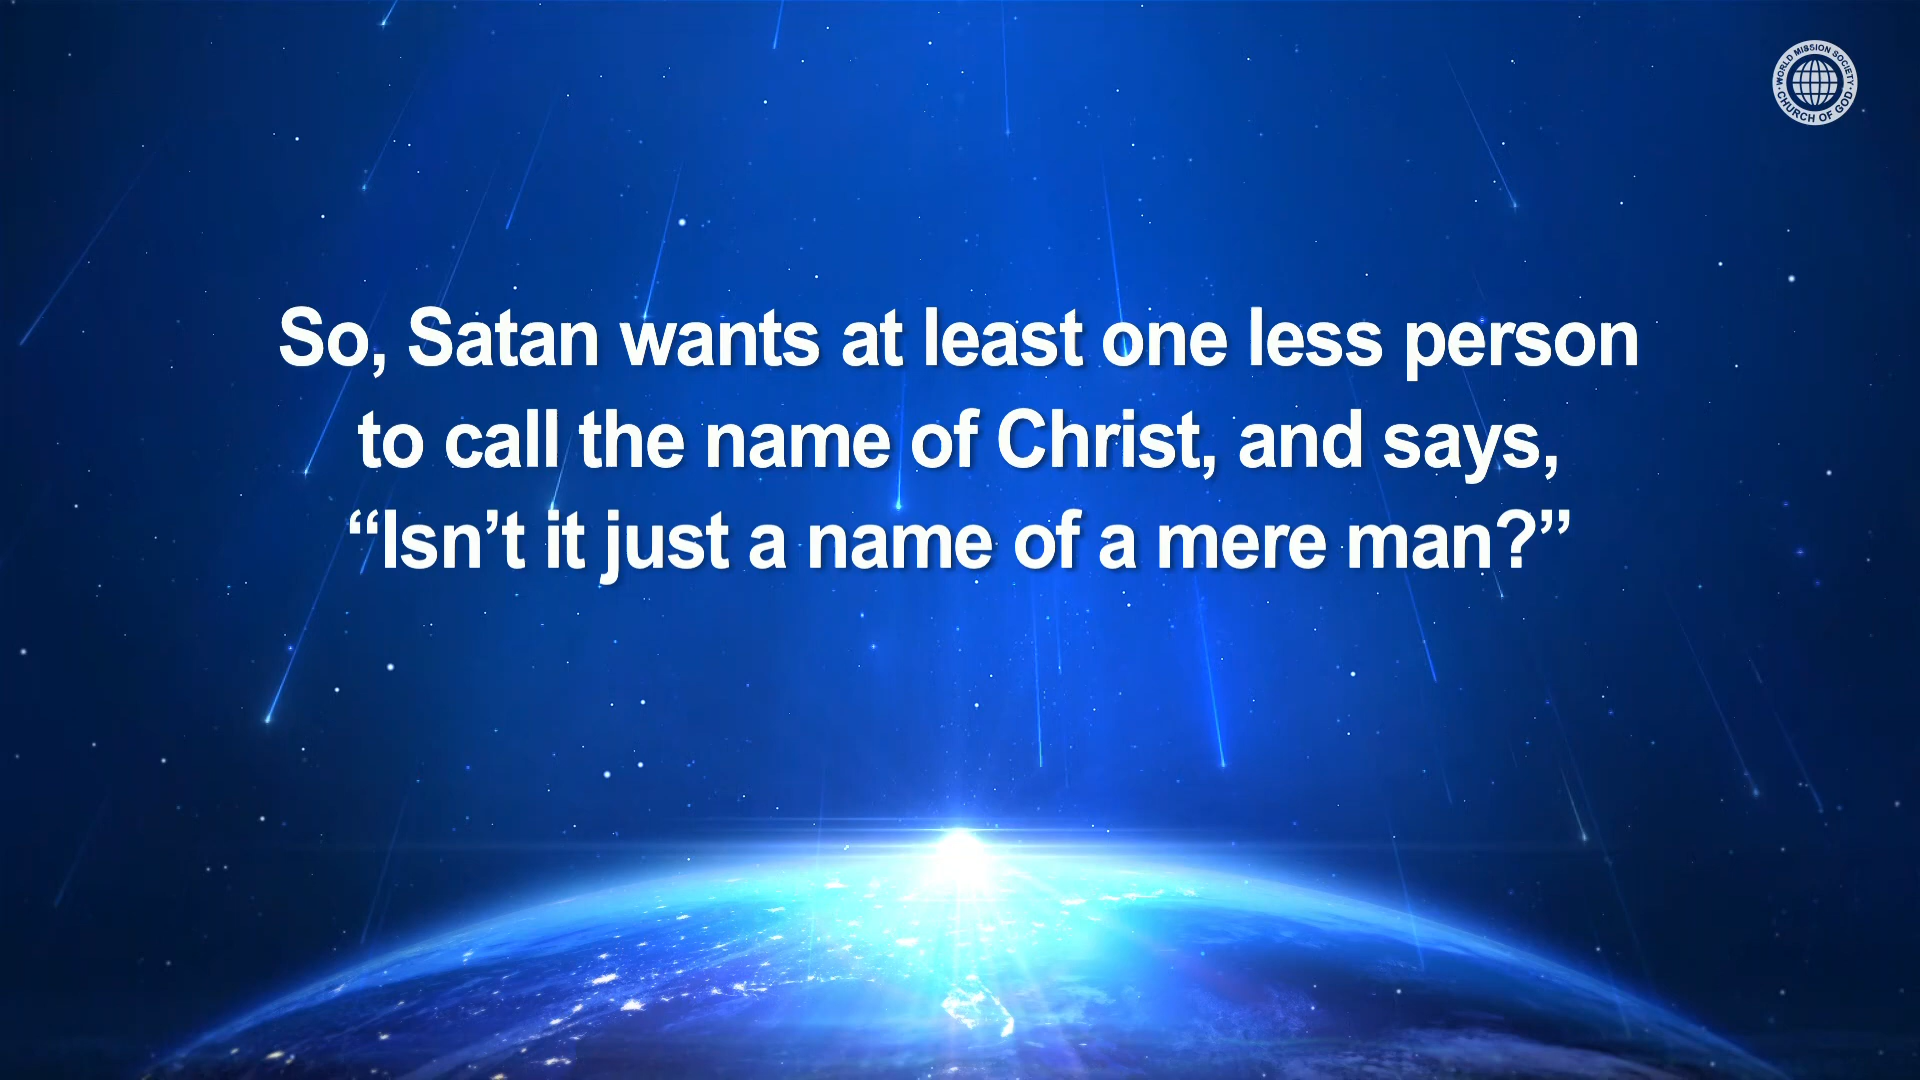 WORLD MISSION SOCIETY
CHURCH OF GOD
So, Satan wants at least one less person
to call the name of Christ, and says,
“Isn’t it just a name of a mere man?”